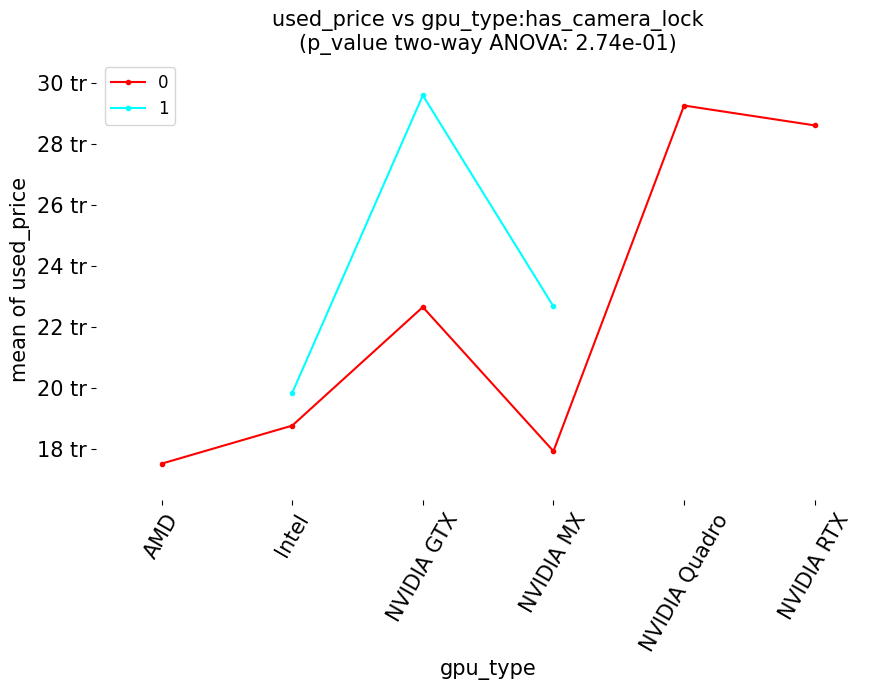 used_price vs gpu_type:has_camera_lock
(p_value two-way ANOVA: 2.74e-01)
0
1
mean of used_price
30 tr
28 tr
26 tr
24 tr
22 tr
20 tr
18 tr
AMD
Intel
NVIDIA GTX
NVIDIA MX
NVIDIA Quadro
NVIDIA RTX
gpu_type